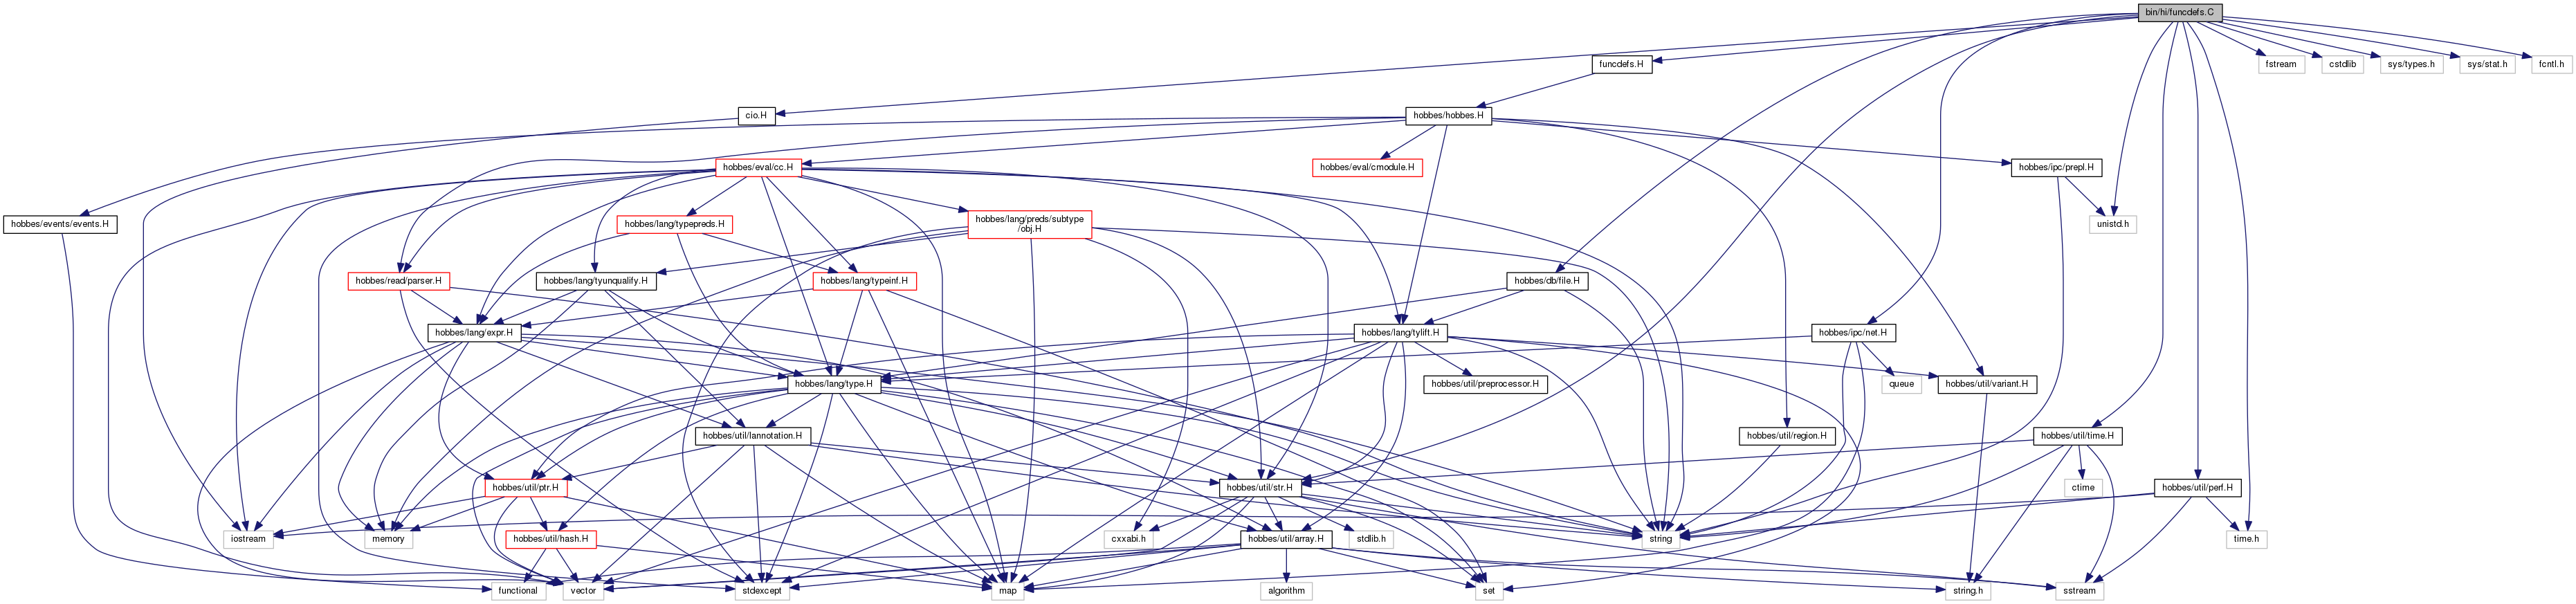 bin/hi/funcdefs.C
funcdefs.H
fstream
cstdlib
sys/types.h
sys/stat.h
fcntl.h
cio.H
hobbes/hobbes.H
hobbes/eval/cc.H
hobbes/eval/cmodule.H
hobbes/ipc/prepl.H
hobbes/events/events.H
hobbes/lang/typepreds.H
hobbes/lang/preds/subtype
/obj.H
unistd.h
hobbes/read/parser.H
hobbes/lang/tyunqualify.H
hobbes/lang/typeinf.H
hobbes/db/file.H
hobbes/lang/expr.H
hobbes/lang/tylift.H
hobbes/ipc/net.H
hobbes/lang/type.H
hobbes/util/preprocessor.H
queue
hobbes/util/variant.H
hobbes/util/lannotation.H
hobbes/util/region.H
hobbes/util/time.H
hobbes/util/ptr.H
hobbes/util/str.H
ctime
hobbes/util/perf.H
iostream
memory
hobbes/util/hash.H
cxxabi.h
hobbes/util/array.H
stdlib.h
string
time.h
functional
vector
stdexcept
map
algorithm
set
string.h
sstream